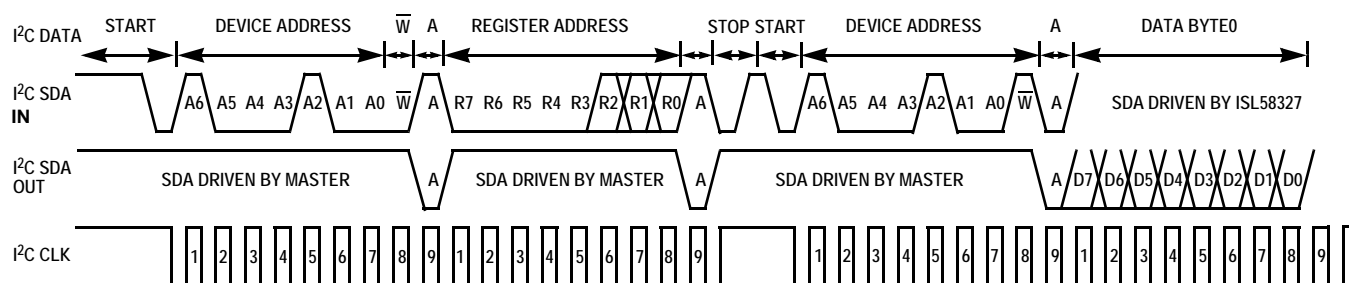 I²C DATA START DEVICE ADDRESS W̅ A REGISTER ADDRESS STOP START DEVICE ADDRESS A DATA BYTE0
I²C SDA IN A6 A5 A4 A3 A2 A1 A0 W̅ A R7 R6 R5 R4 R3 R2 R1 R0 A A6 A5 A4 A3 A2 A1 A0 W̅ A SDA DRIVEN BY ISL58327
I²C SDA OUT SDA DRIVEN BY MASTER A SDA DRIVEN BY MASTER A SDA DRIVEN BY MASTER A D7 D6 D5 D4 D3 D2 D1 D0
I²C CLK 1 2 3 4 5 6 7 8 9 1 2 3 4 5 6 7 8 9 1 2 3 4 5 6 7 8 9 1 2 3 4 5 6 7 8 9